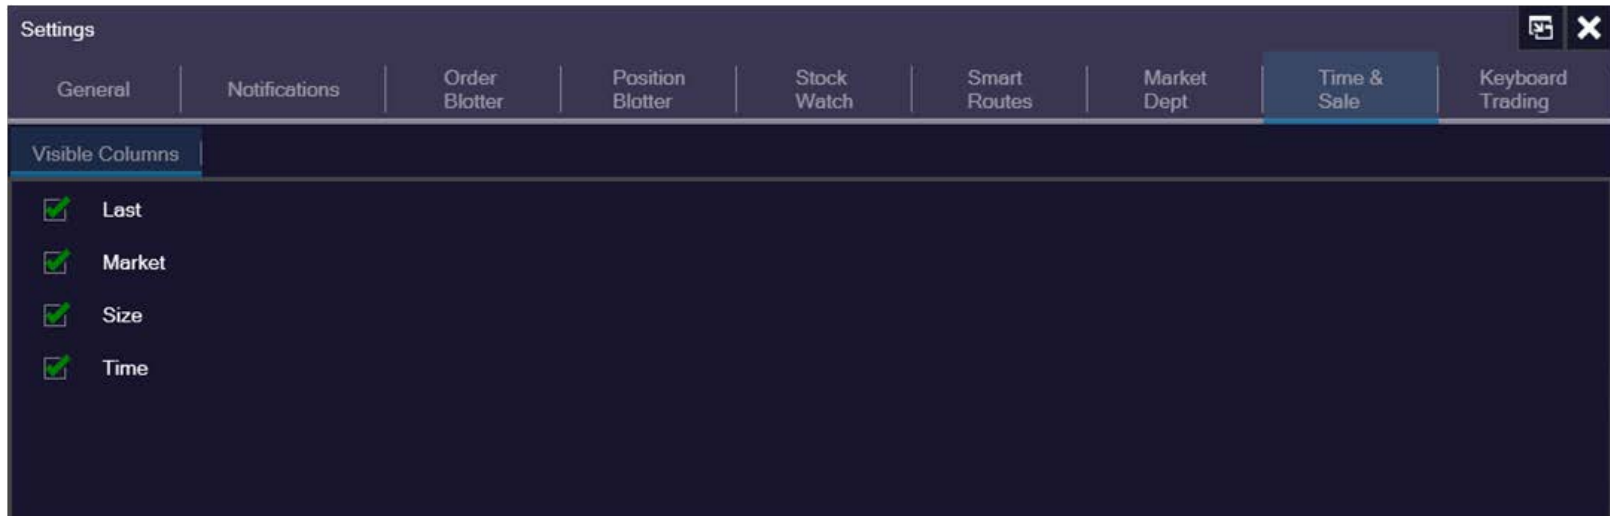 Settings
General
Notifications
Order
Blotter
Position
Blotter
Stock
Watch
Smart
Routes
Market
Dept
Time &
Sale
Keyboard
Trading
Visible Columns
Last
Market
Size
Time